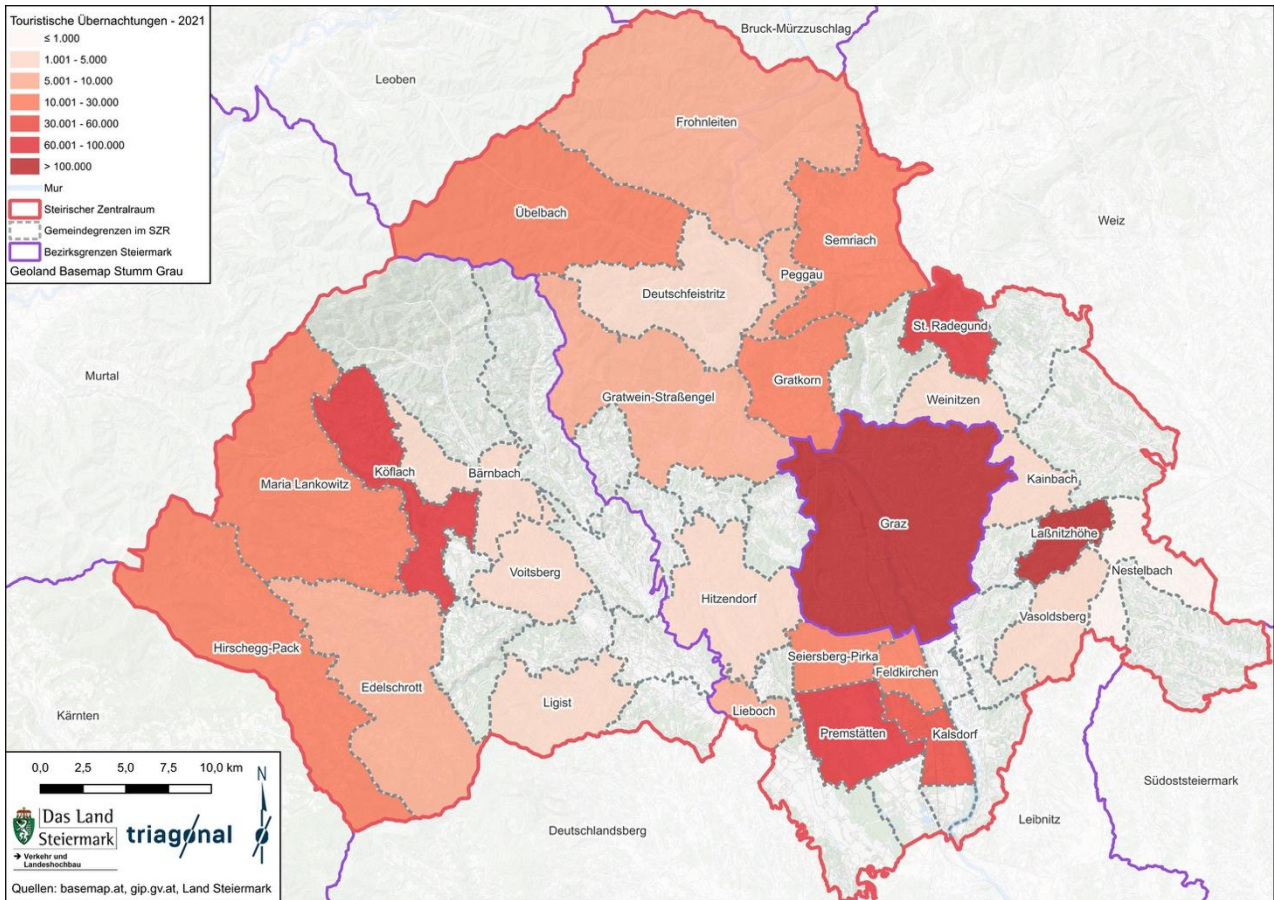 Touristische Übernachtungen - 2021
≤ 1.000
1.001 - 5.000
5.001 - 10.000
10.001 - 30.000
30.001 - 60.000
60.001 - 100.000
> 100.000
Mur
Steirischer Zentralraum
Gemeindegrenzen im SZR
Bezirksgrenzen Steiermark
Geoland Basemap Stumm Grau
Bruck-Mürzzuschlag
Leoben
Frohnleiten
Übelbach
Semriach
Weiz
Peggau
Deutschfeistritz
St. Radegund
Murtal
Gratkorn
Gratwein-Straßengel
Weinitzen
Köflach
Bärnbach
Maria Lankowitz
Kainbach
Graz
Laßnitzhöhe
Nestelbach
Voitsberg
Hitzendorf
Vasoldsberg
Hirschegg-Pack
Seiersberg-Pirka
Feldkirchen
Edelschrott
Ligist
Lieboch
Kärnten
Premstätten
Kalsdorf
Südoststeiermark
Deutschlandsberg
Leibnitz
0,0 2,5 5,0 7,5 10,0 km
N
Das Land
Steiermark
→ Verkehr und
Landeshochbau
triagonal
Quellen: basemap.at, gip.gv.at, Land Steiermark